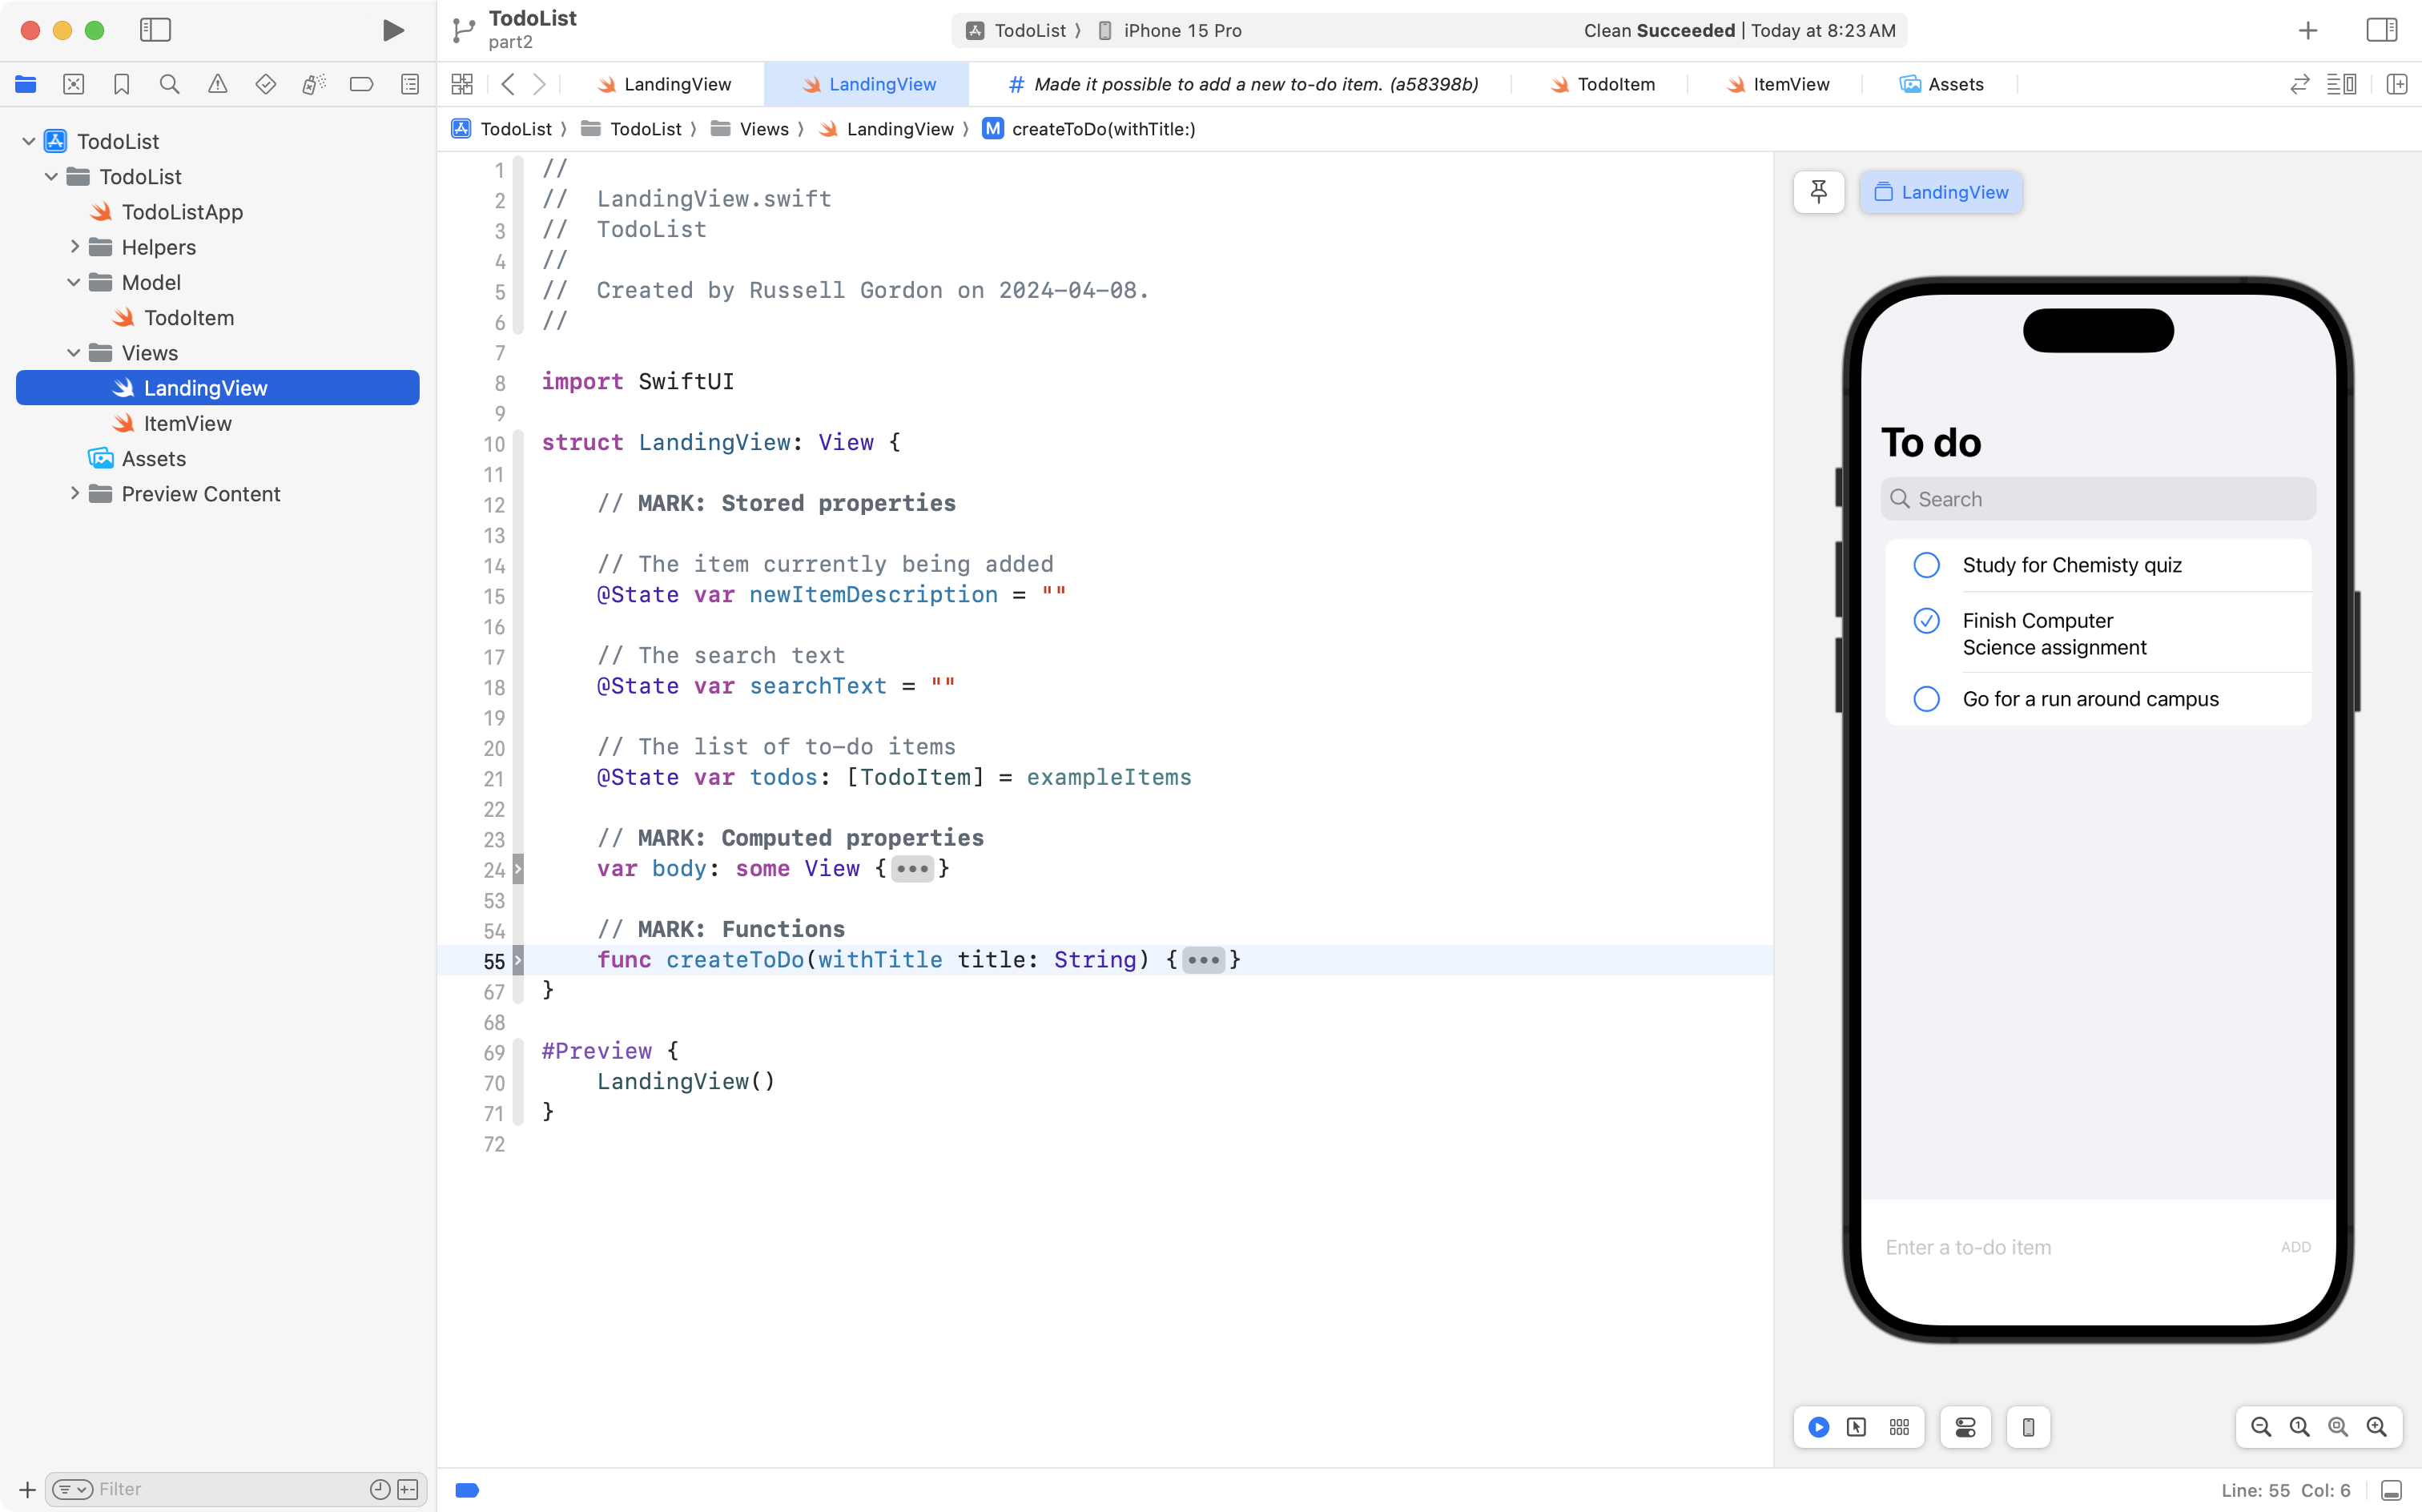 TodoList
part2
TodoList ⟩ iPhone 15 Pro
Clean Succeeded | Today at 8:23 AM
LandingView
LandingView
# Made it possible to add a new to-do item. (a58398b)
TodoItem
ItemView
Assets
TodoList ⟩ TodoList ⟩ Views ⟩ LandingView ⟩ M createToDo(withTitle:)
TodoList
TodoList
TodoListApp
Helpers
Model
TodoItem
Views
LandingView
ItemView
Assets
Preview Content
Filter
1 //
2 //  LandingView.swift
3 //  TodoList
4 //
5 //  Created by Russell Gordon on 2024-04-08.
6 //
7
8 import SwiftUI
9
10 struct LandingView: View {
11
12     // MARK: Stored properties
13
14     // The item currently being added
15     @State var newItemDescription = ""
16
17     // The search text
18     @State var searchText = ""
19
20     // The list of to-do items
21     @State var todos: [TodoItem] = exampleItems
22
23     // MARK: Computed properties
24     var body: some View {•••}
53
54     // MARK: Functions
55     func createToDo(withTitle title: String) {•••}
67 }
68
69 #Preview {
70     LandingView()
71 }
72
LandingView
To do
Search
Study for Chemisty quiz
Finish Computer
Science assignment
Go for a run around campus
Enter a to-do item
ADD
Line: 55 Col: 6